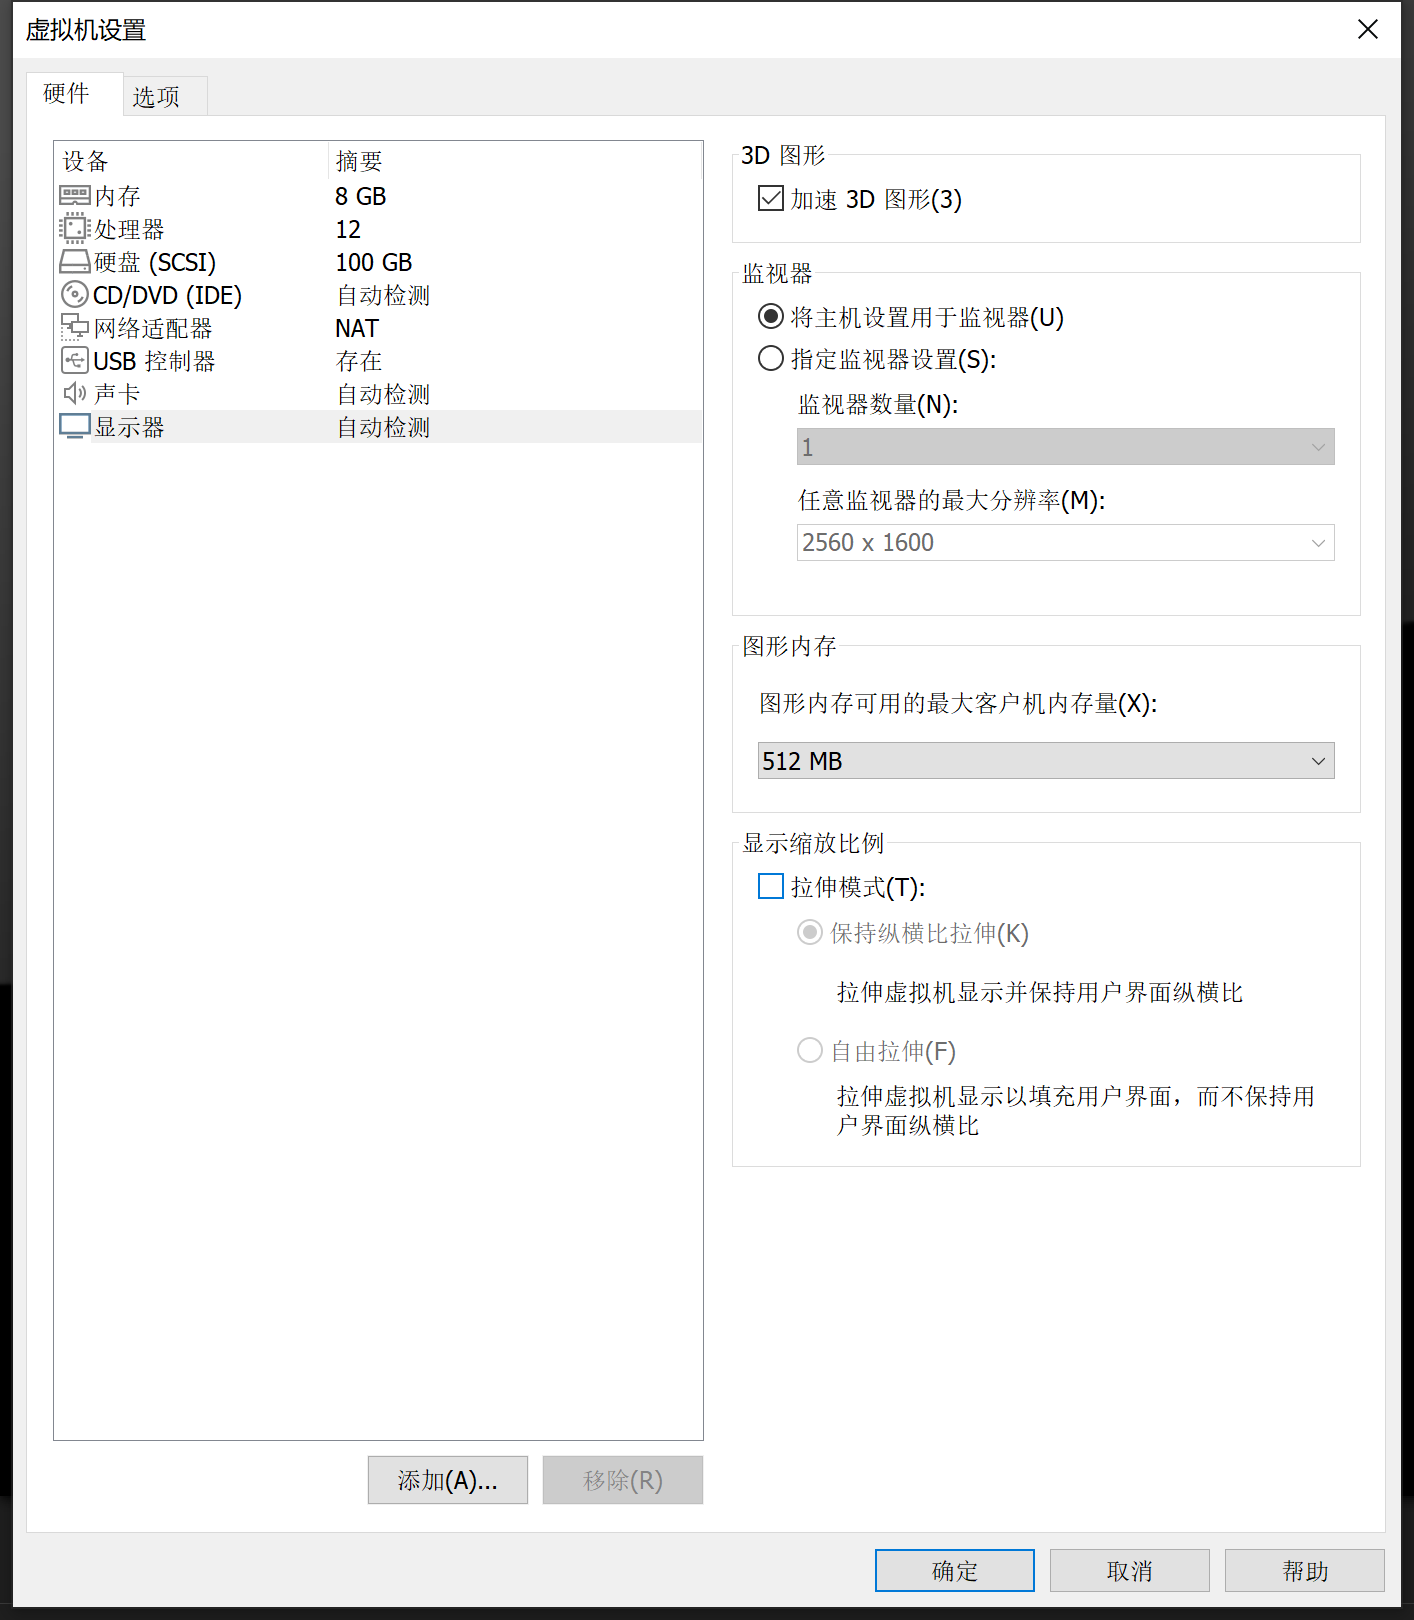 虚拟机设置
硬件
选项
设备 摘要
内存 8 GB
处理器 12
硬盘 (SCSI) 100 GB
CD/DVD (IDE) 自动检测
网络适配器 NAT
USB 控制器 存在
声卡 自动检测
显示器 自动检测
添加(A)...
移除(R)
3D 图形
加速 3D 图形(3)
监视器
将主机设置用于监视器(U)
指定监视器设置(S):
监视器数量(N):
1
任意监视器的最大分辨率(M):
2560 x 1600
图形内存
图形内存可用的最大客户机内存量(X):
512 MB
显示缩放比例
拉伸模式(T):
保持纵横比拉伸(K)
拉伸虚拟机显示并保持用户界面纵横比
自由拉伸(F)
拉伸虚拟机显示以填充用户界面，而不保持用
户界面纵横比
确定
取消
帮助